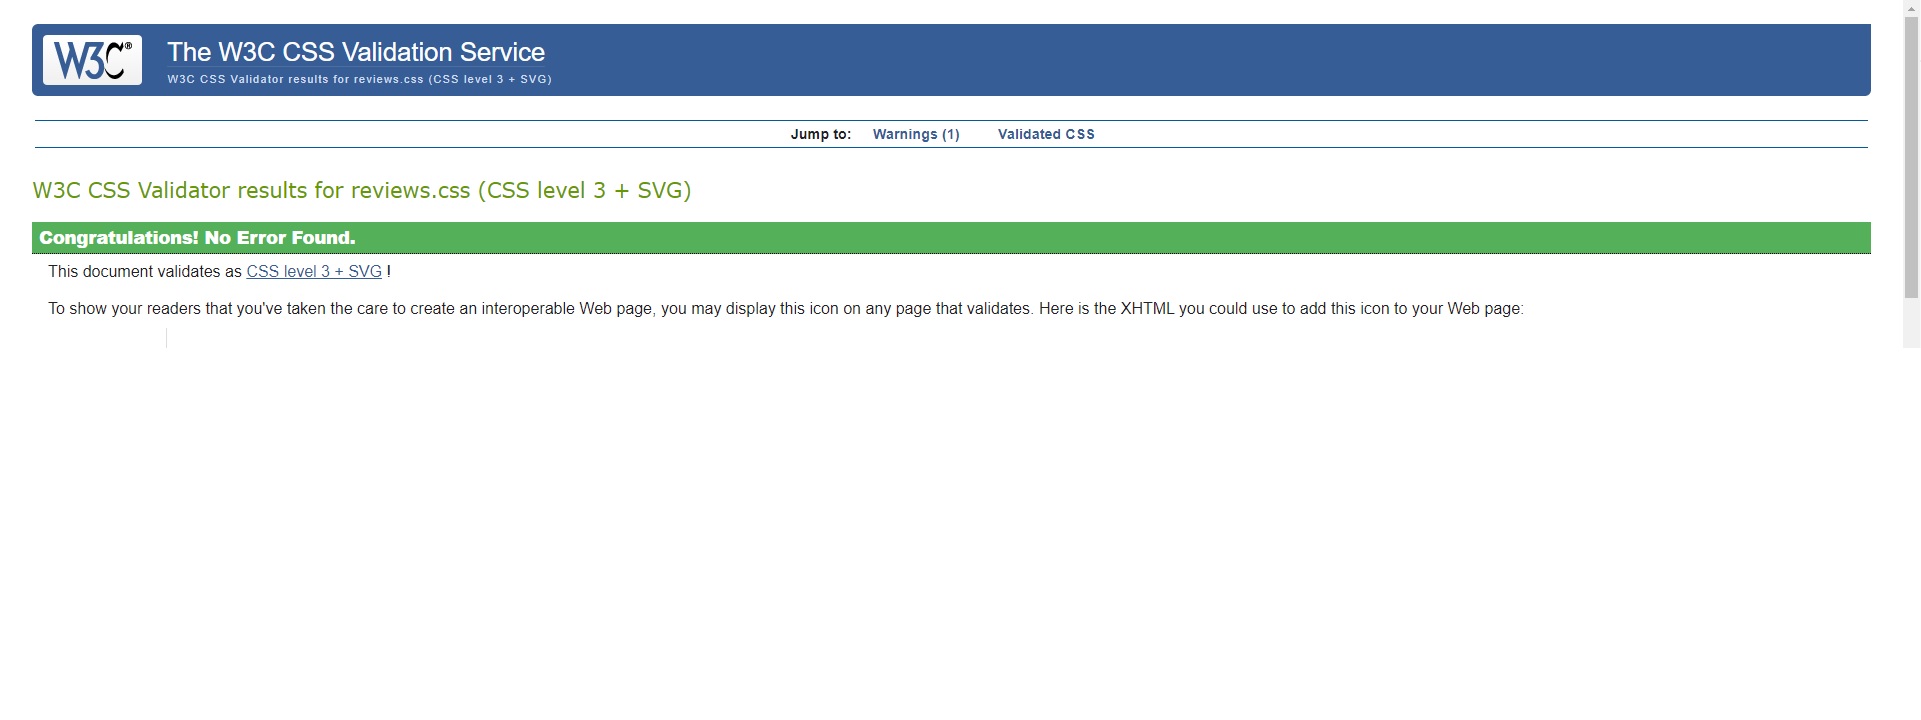 W3C®
The W3C CSS Validation Service
W3C CSS Validator results for reviews.css (CSS level 3 + SVG)
Jump to: Warnings (1) Validated CSS
W3C CSS Validator results for reviews.css (CSS level 3 + SVG)
Congratulations! No Error Found.
This document validates as CSS level 3 + SVG !
To show your readers that you've taken the care to create an interoperable Web page, you may display this icon on any page that validates. Here is the XHTML you could use to add this icon to your Web page: